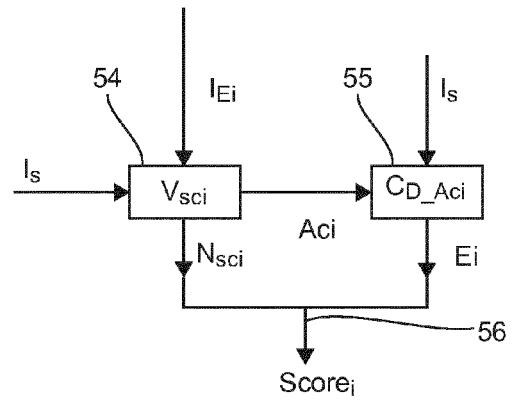 54
I_Ei
55
I_s
I_s
V_sci
C_D_Aci
Aci
N_sci
Ei
56
Score_i